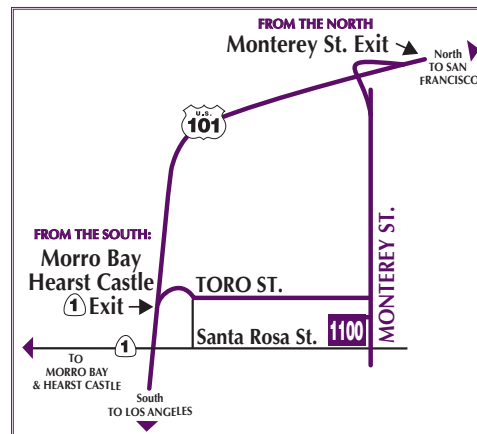 FROM THE NORTH
Monterey St. Exit
North
TO SAN
FRANCISCO
U.S.
101
FROM THE SOUTH:
Morro Bay
Hearst Castle
1 Exit
TORO ST.
MONTEREY ST.
Santa Rosa St.
1100
1
TO
MORRO BAY
& HEARST CASTLE
South
TO LOS ANGELES